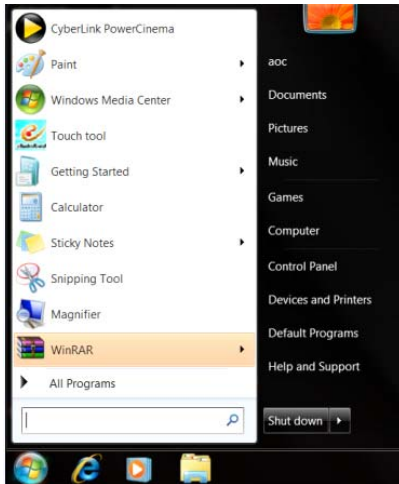 CyberLink PowerCinema
Paint
Windows Media Center
Touch tool
Getting Started
Calculator
Sticky Notes
Snipping Tool
Magnifier
WinRAR
All Programs
aoc
Documents
Pictures
Music
Games
Computer
Control Panel
Devices and Printers
Default Programs
Help and Support
Shut down